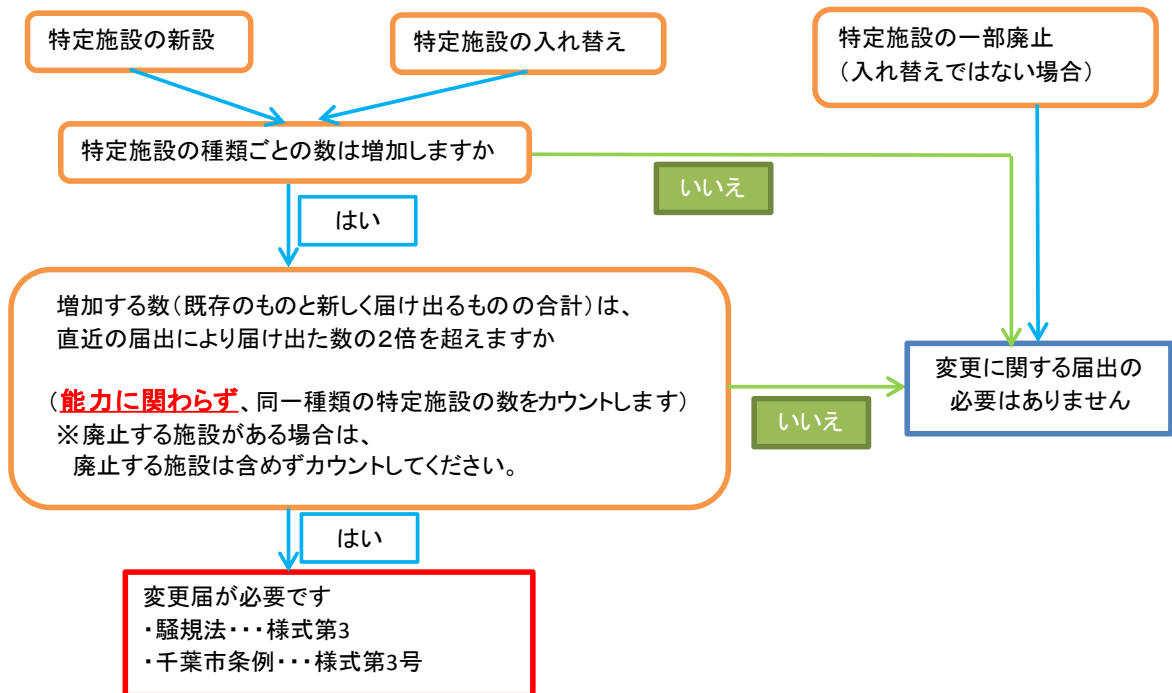 特定施設の新設
特定施設の入れ替え
特定施設の一部廃止
（入れ替えではない場合）
特定施設の種類ごとの数は増加しますか
いいえ
はい
増加する数（既存のものと新しく届け出るものの合計）は、
直近の届出により届け出た数の２倍を超えますか
（能力に関わらず、同一種類の特定施設の数をカウントします）
※廃止する施設がある場合は、
廃止する施設は含めずカウントしてください。
いいえ
変更に関する届出の
必要はありません
はい
変更届が必要です
・騒規法・・・様式第3
・千葉市条例・・・様式第3号